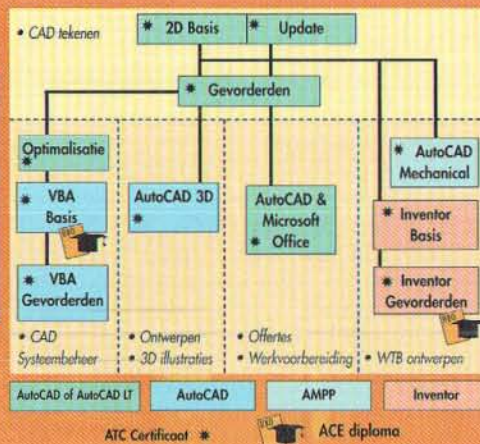 • CAD tekenen
* 2D Basis
* Update
* Gevorderden
Optimalisatie
*
* VBA
Basis
* VBA
Gevorderden
AutoCAD 3D
*
AutoCAD &
Microsoft
* Office
* AutoCAD
Mechanical
* Inventor
Basis
* Inventor
Gevorderden
• CAD
Systeembeheer
• Ontwerpen
• 3D illustraties
• Offertes
• Werkvoorbereiding
• WTB ontwerpen
AutoCAD of AutoCAD LT
AutoCAD
AMPP
Inventor
ATC Certificaat *
ACE diploma